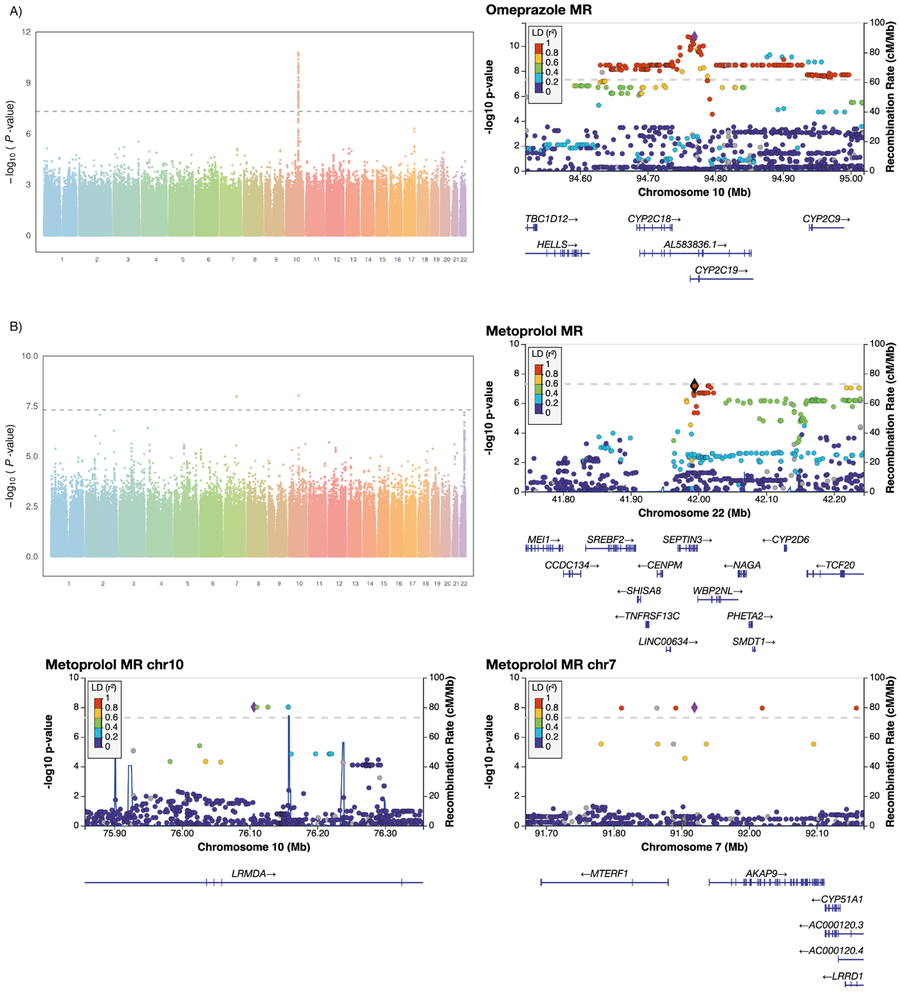 A)
12
9
6
3
0
−log10 ( P -value)
1 2 3 4 5 6 7 8 9 10 11 12 13 14 15 16 17 18 19 20 21 22
Omeprazole MR
LD (r²)
1
0.8
0.6
0.4
0.2
0
10
8
6
4
2
0
-log10 p-value
100
80
60
40
20
0
Recombination Rate (cM/Mb)
94.60 94.70 94.80 94.90 95.00
Chromosome 10 (Mb)
TBC1D12→ CYP2C18→ CYP2C9→
HELLS→ AL583836.1→
CYP2C19→
B)
10.0
7.5
5.0
2.5
0.0
−log10 ( P -value)
1 2 3 4 5 6 7 8 9 10 11 12 13 14 15 16 17 18 19 20 21 22
Metoprolol MR
LD (r²)
1
0.8
0.6
0.4
0.2
0
10
8
6
4
2
0
-log10 p-value
100
80
60
40
20
0
Recombination Rate (cM/Mb)
41.80 41.90 42.00 42.10 42.20
Chromosome 22 (Mb)
MEI1→ SREBF2→ SEPTIN3→ ←CYP2D6
CCDC134→ ←CENPM ←NAGA ←TCF20
←SHISA8 WBP2NL→
←TNFRSF13C PHETA2→
LINC00634→ SMDT1→
Metoprolol MR chr10
LD (r²)
1
0.8
0.6
0.4
0.2
0
10
8
6
4
2
0
-log10 p-value
100
80
60
40
20
0
Recombination Rate (cM/Mb)
75.90 76.00 76.10 76.20 76.30
Chromosome 10 (Mb)
LRMDA→
Metoprolol MR chr7
LD (r²)
1
0.8
0.6
0.4
0.2
0
10
8
6
4
2
0
-log10 p-value
100
80
60
40
20
0
Recombination Rate (cM/Mb)
91.70 91.80 91.90 92.00 92.10
Chromosome 7 (Mb)
←MTERF1 AKAP9→
←CYP51A1
←AC000120.3
←AC000120.4
←LRRD1